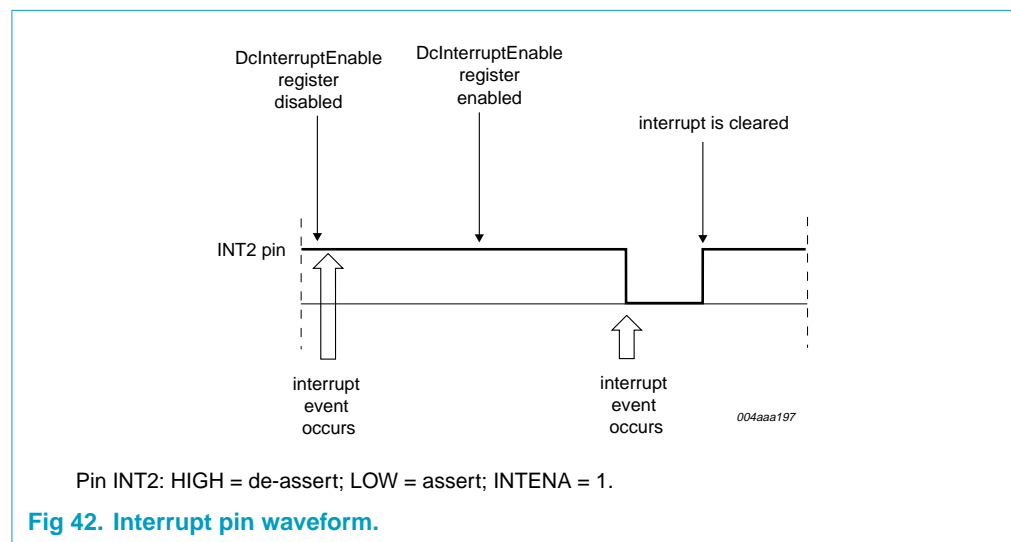 DcInterruptEnable
register
disabled
DcInterruptEnable
register
enabled
interrupt is cleared
INT2 pin
interrupt
event
occurs
interrupt
event
occurs
004aaa197
Pin INT2: HIGH = de-assert; LOW = assert; INTENA = 1.
Fig 42. Interrupt pin waveform.